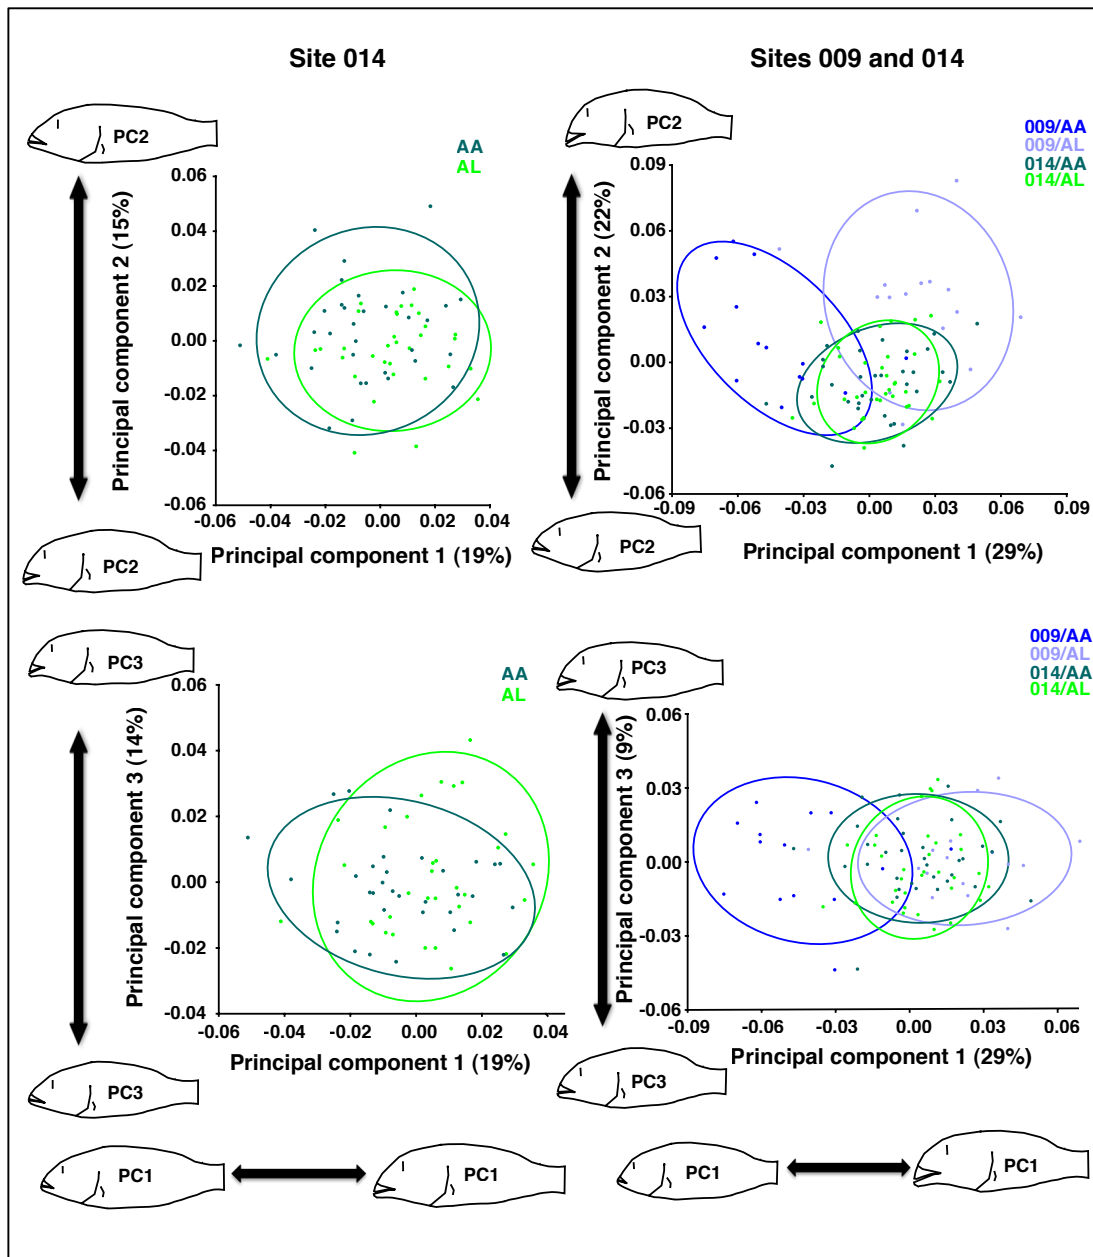 Site 014
Sites 009 and 014
PC2
PC2
AA
AL
009/AA
009/AL
014/AA
014/AL
Principal component 2 (15%)
0.06
0.04
0.02
0.00
-0.02
-0.04
-0.06
-0.06 -0.04 -0.02 0.00 0.02 0.04
Principal component 1 (19%)
PC2
Principal component 2 (22%)
0.09
0.06
0.03
0.00
-0.03
-0.06
-0.09 -0.06 -0.03 0.00 0.03 0.06 0.09
Principal component 1 (29%)
PC2
PC3
PC3
AA
AL
009/AA
009/AL
014/AA
014/AL
Principal component 3 (14%)
0.06
0.04
0.02
0.00
-0.02
-0.04
-0.06 -0.04 -0.02 0.00 0.02 0.04
Principal component 1 (19%)
PC3
Principal component 3 (9%)
0.06
0.03
0.00
-0.03
-0.06
-0.09 -0.06 -0.03 0.00 0.03 0.06
Principal component 1 (29%)
PC3
PC1
PC1
PC1
PC1